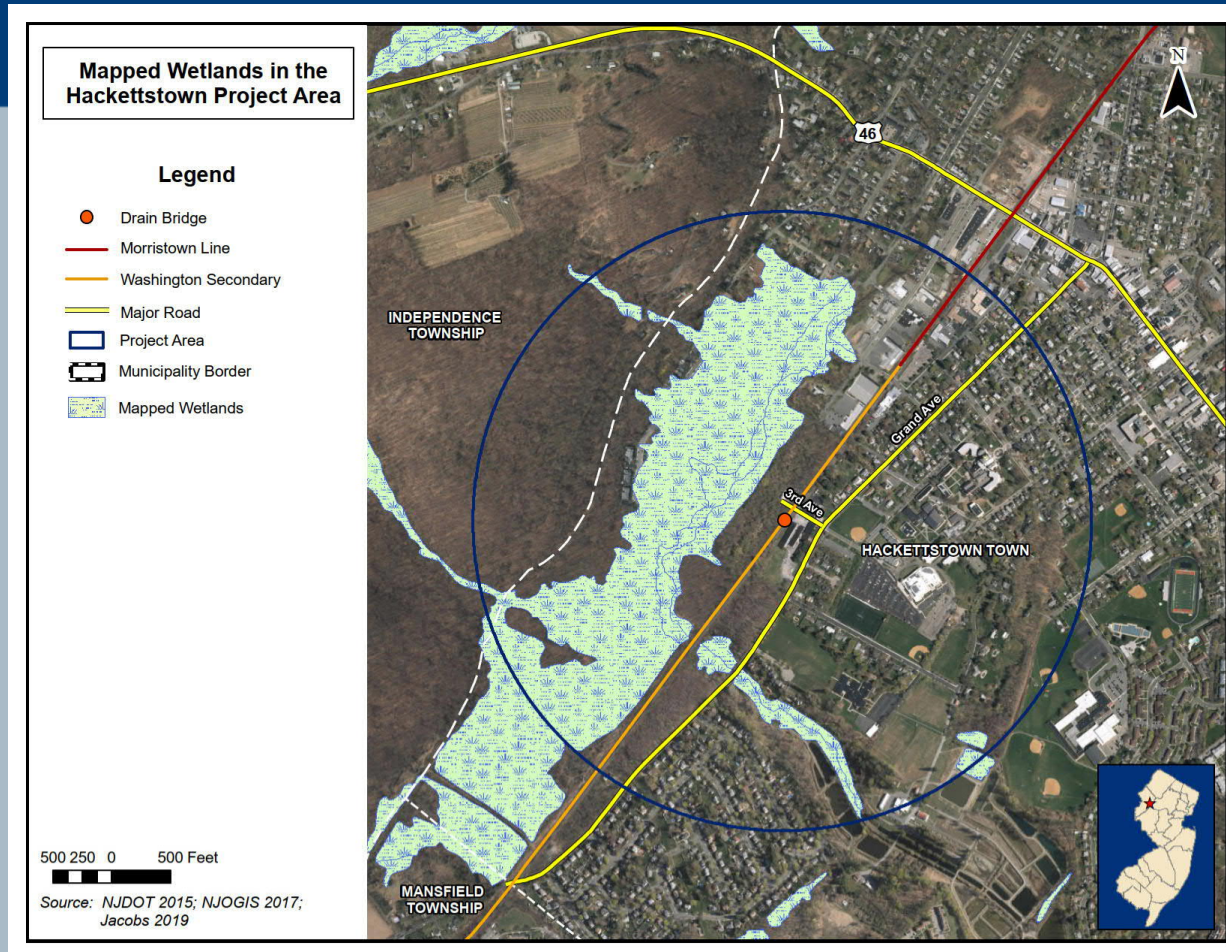 Mapped Wetlands in the
Hackettstown Project Area
Legend
Drain Bridge
Morristown Line
Washington Secondary
Major Road
Project Area
Municipality Border
Mapped Wetlands
500 250 0 500 Feet
Source: NJDOT 2015; NJOGIS 2017;
Jacobs 2019
N
46
INDEPENDENCE
TOWNSHIP
Grand Ave
3rd Ave
HACKETTSTOWN TOWN
MANSFIELD
TOWNSHIP